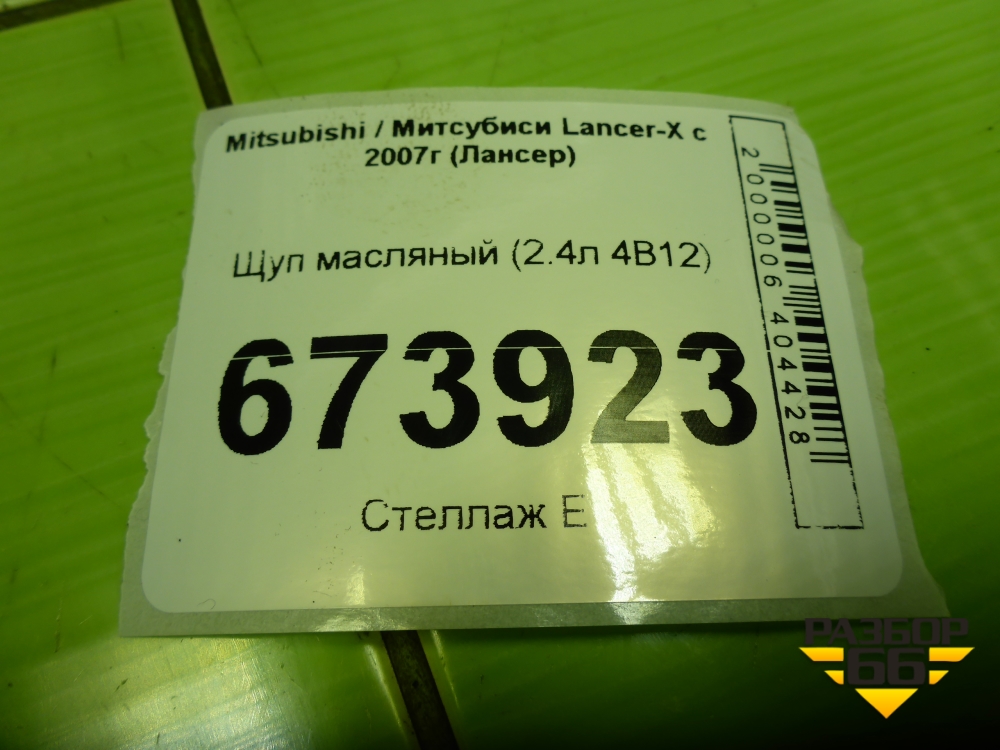 Mitsubishi / Митсубиси Lancer-X с
2007г (Лансер)
Щуп масляный (2.4л 4B12)
673923
Стеллаж E
2000006404428
РАЗБОР
66